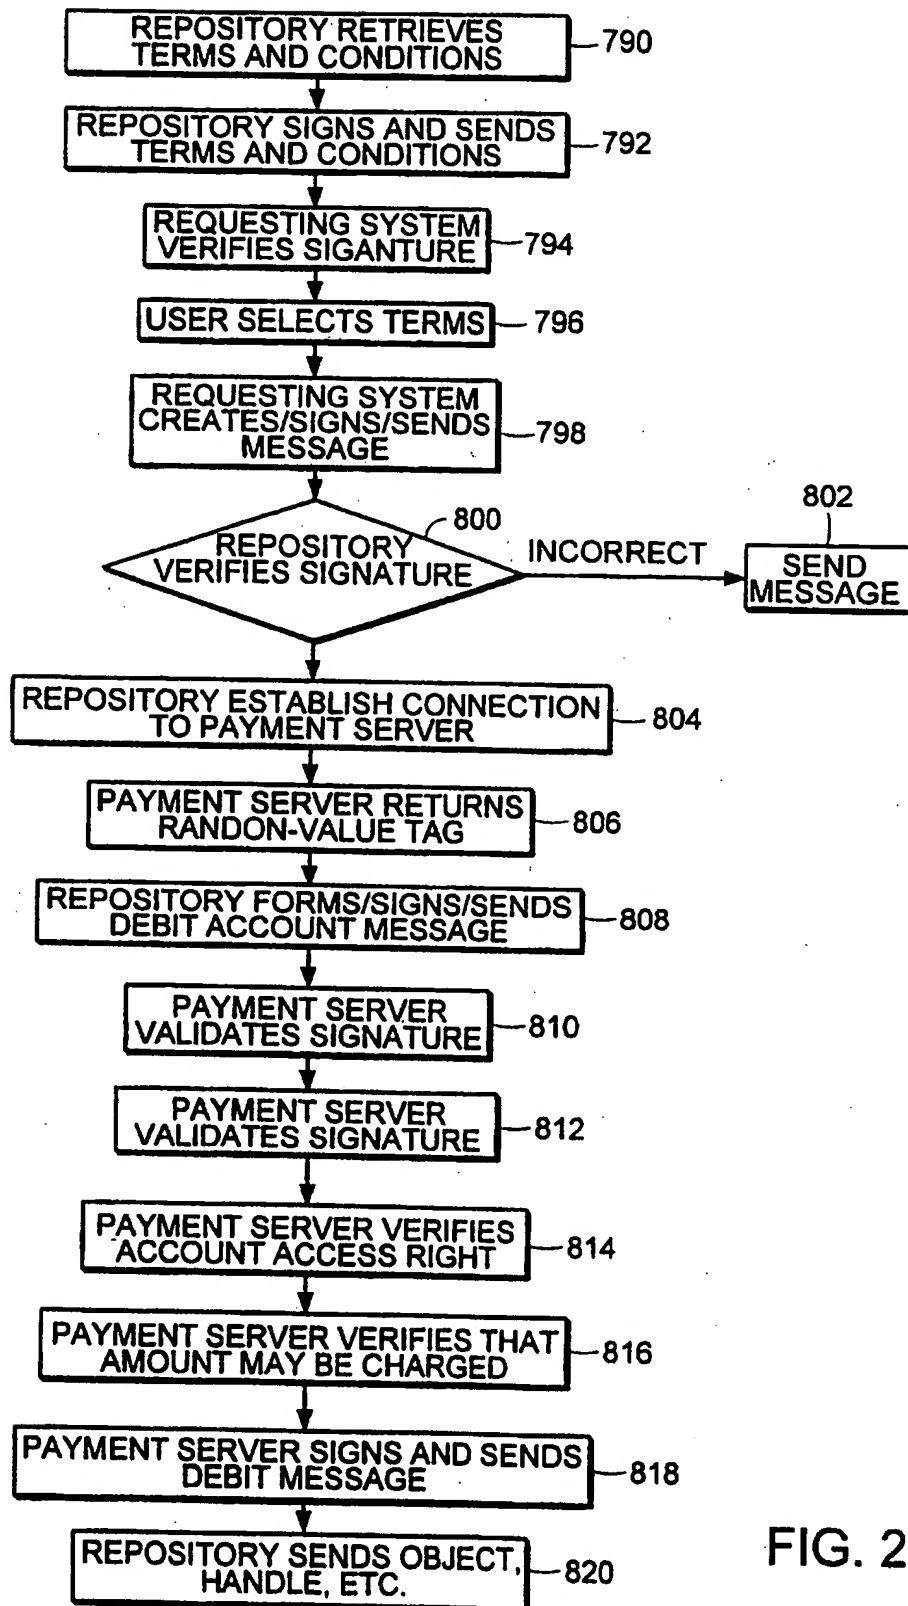 REPOSITORY RETRIEVES
TERMS AND CONDITIONS
790
REPOSITORY SIGNS AND SENDS
TERMS AND CONDITIONS
792
REQUESTING SYSTEM
VERIFIES SIGANTURE
794
USER SELECTS TERMS
796
REQUESTING SYSTEM
CREATES/SIGNS/SENDS
MESSAGE
798
800
REPOSITORY
VERIFIES SIGNATURE
INCORRECT
802
SEND
MESSAGE
REPOSITORY ESTABLISH CONNECTION
TO PAYMENT SERVER
804
PAYMENT SERVER RETURNS
RANDON-VALUE TAG
806
REPOSITORY FORMS/SIGNS/SENDS
DEBIT ACCOUNT MESSAGE
808
PAYMENT SERVER
VALIDATES SIGNATURE
810
PAYMENT SERVER
VALIDATES SIGNATURE
812
PAYMENT SERVER VERIFIES
ACCOUNT ACCESS RIGHT
814
PAYMENT SERVER VERIFIES THAT
AMOUNT MAY BE CHARGED
816
PAYMENT SERVER SIGNS AND SENDS
DEBIT MESSAGE
818
REPOSITORY SENDS OBJECT,
HANDLE, ETC.
820
FIG. 2